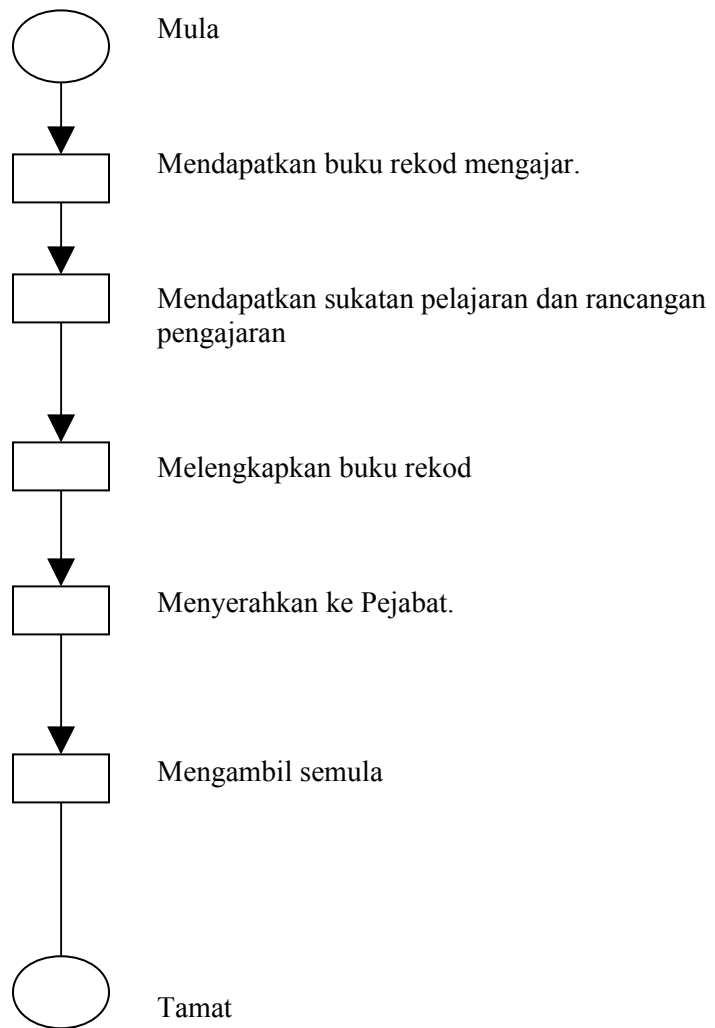 Mula
Mendapatkan buku rekod mengajar.
Mendapatkan sukatan pelajaran dan rancangan
pengajaran
Melengkapkan buku rekod
Menyerahkan ke Pejabat.
Mengambil semula
Tamat